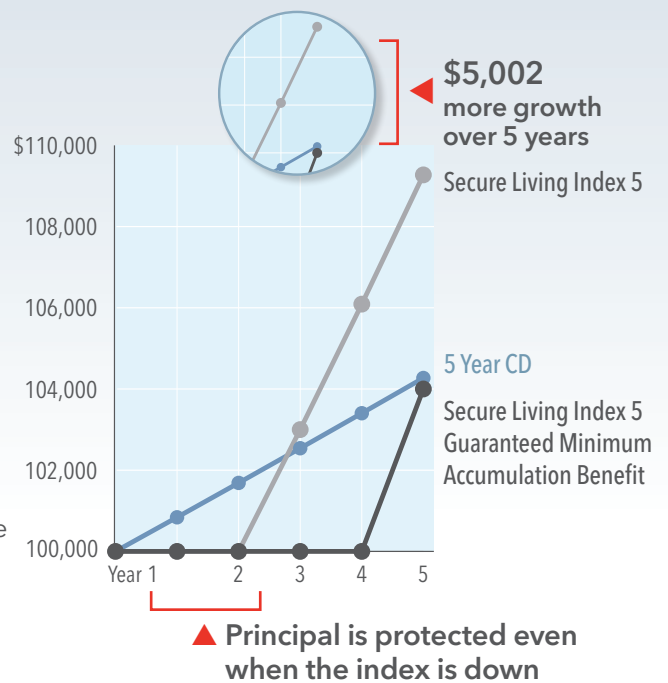 $5,002
more growth
over 5 years
$110,000
Secure Living Index 5
108,000
106,000
5 Year CD
104,000
Secure Living Index 5
Guaranteed Minimum
Accumulation Benefit
102,000
e
100,000
Year 1 2 3 4 5
▲ Principal is protected even
when the index is down